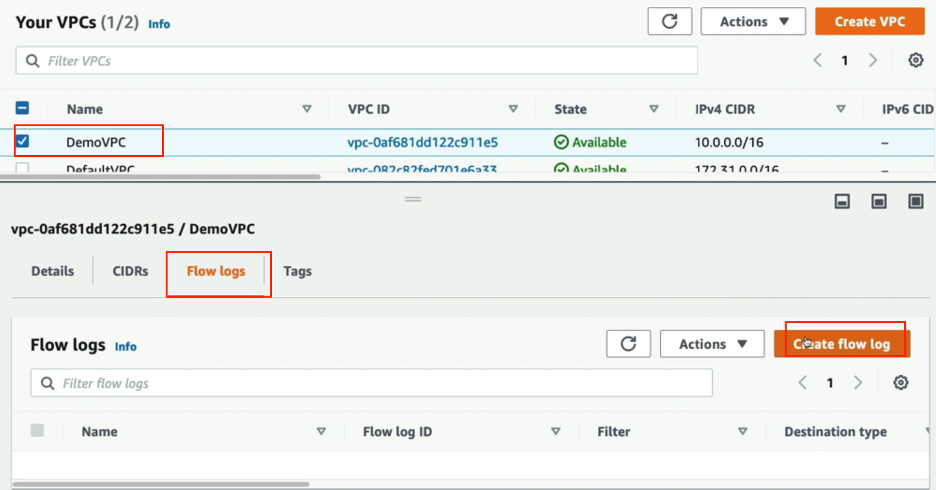 Your VPCs (1/2) Info
Actions
Create VPC
Filter VPCs
1
Name VPC ID State IPv4 CIDR IPv6 CID
DemoVPC vpc-0af681dd122c911e5 Available 10.0.0.0/16 –
DefaultVPC vpc-082c82fed701e6a33 Available 172.31.0.0/16 –
vpc-0af681dd122c911e5 / DemoVPC
Details CIDRs Flow logs Tags
Flow logs Info
Actions
Create flow log
Filter flow logs
1
Name Flow log ID Filter Destination type